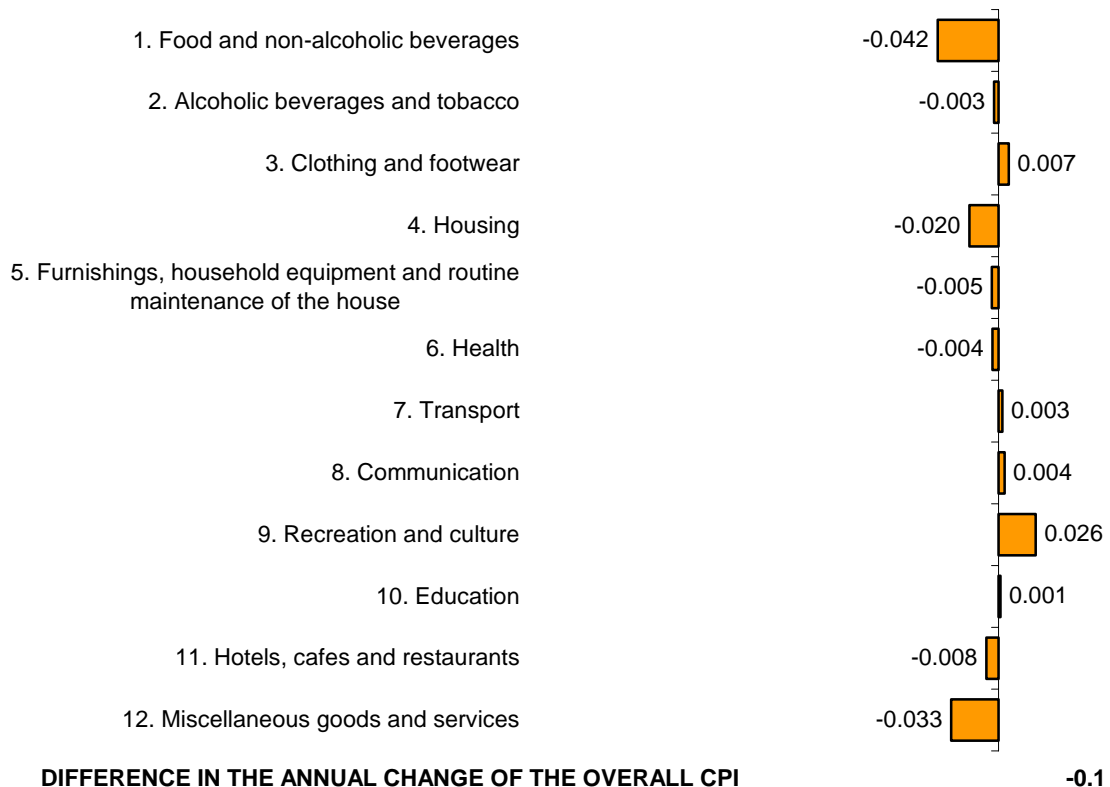 1. Food and non-alcoholic beverages -0.042
2. Alcoholic beverages and tobacco -0.003
3. Clothing and footwear 0.007
4. Housing -0.020
5. Furnishings, household equipment and routine
maintenance of the house -0.005
6. Health -0.004
7. Transport 0.003
8. Communication 0.004
9. Recreation and culture 0.026
10. Education 0.001
11. Hotels, cafes and restaurants -0.008
12. Miscellaneous goods and services -0.033
DIFFERENCE IN THE ANNUAL CHANGE OF THE OVERALL CPI -0.1